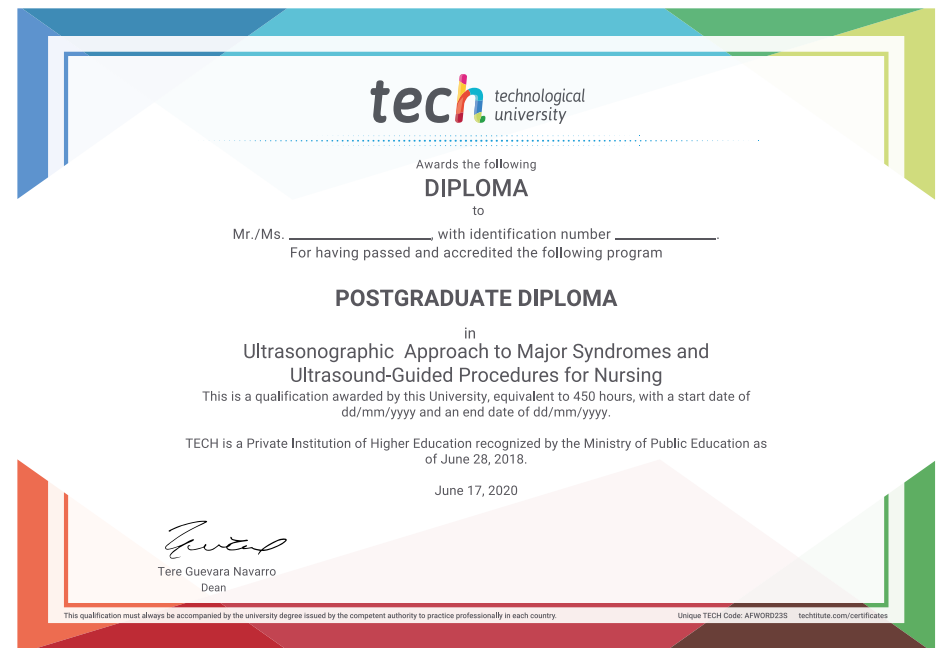 tech technological
university
Awards the following
DIPLOMA
to
Mr./Ms. _________________, with identification number ____________.
For having passed and accredited the following program
POSTGRADUATE DIPLOMA
in
Ultrasonographic Approach to Major Syndromes and
Ultrasound-Guided Procedures for Nursing
This is a qualification awarded by this University, equivalent to 450 hours, with a start date of
dd/mm/yyyy and an end date of dd/mm/yyyy.
TECH is a Private Institution of Higher Education recognized by the Ministry of Public Education as
of June 28, 2018.
June 17, 2020
Tere Guevara Navarro
Dean
This qualification must always be accompanied by the university degree issued by the competent authority to practice professionally in each country.
Unique TECH Code: AFWORD23S techtitute.com/certificates